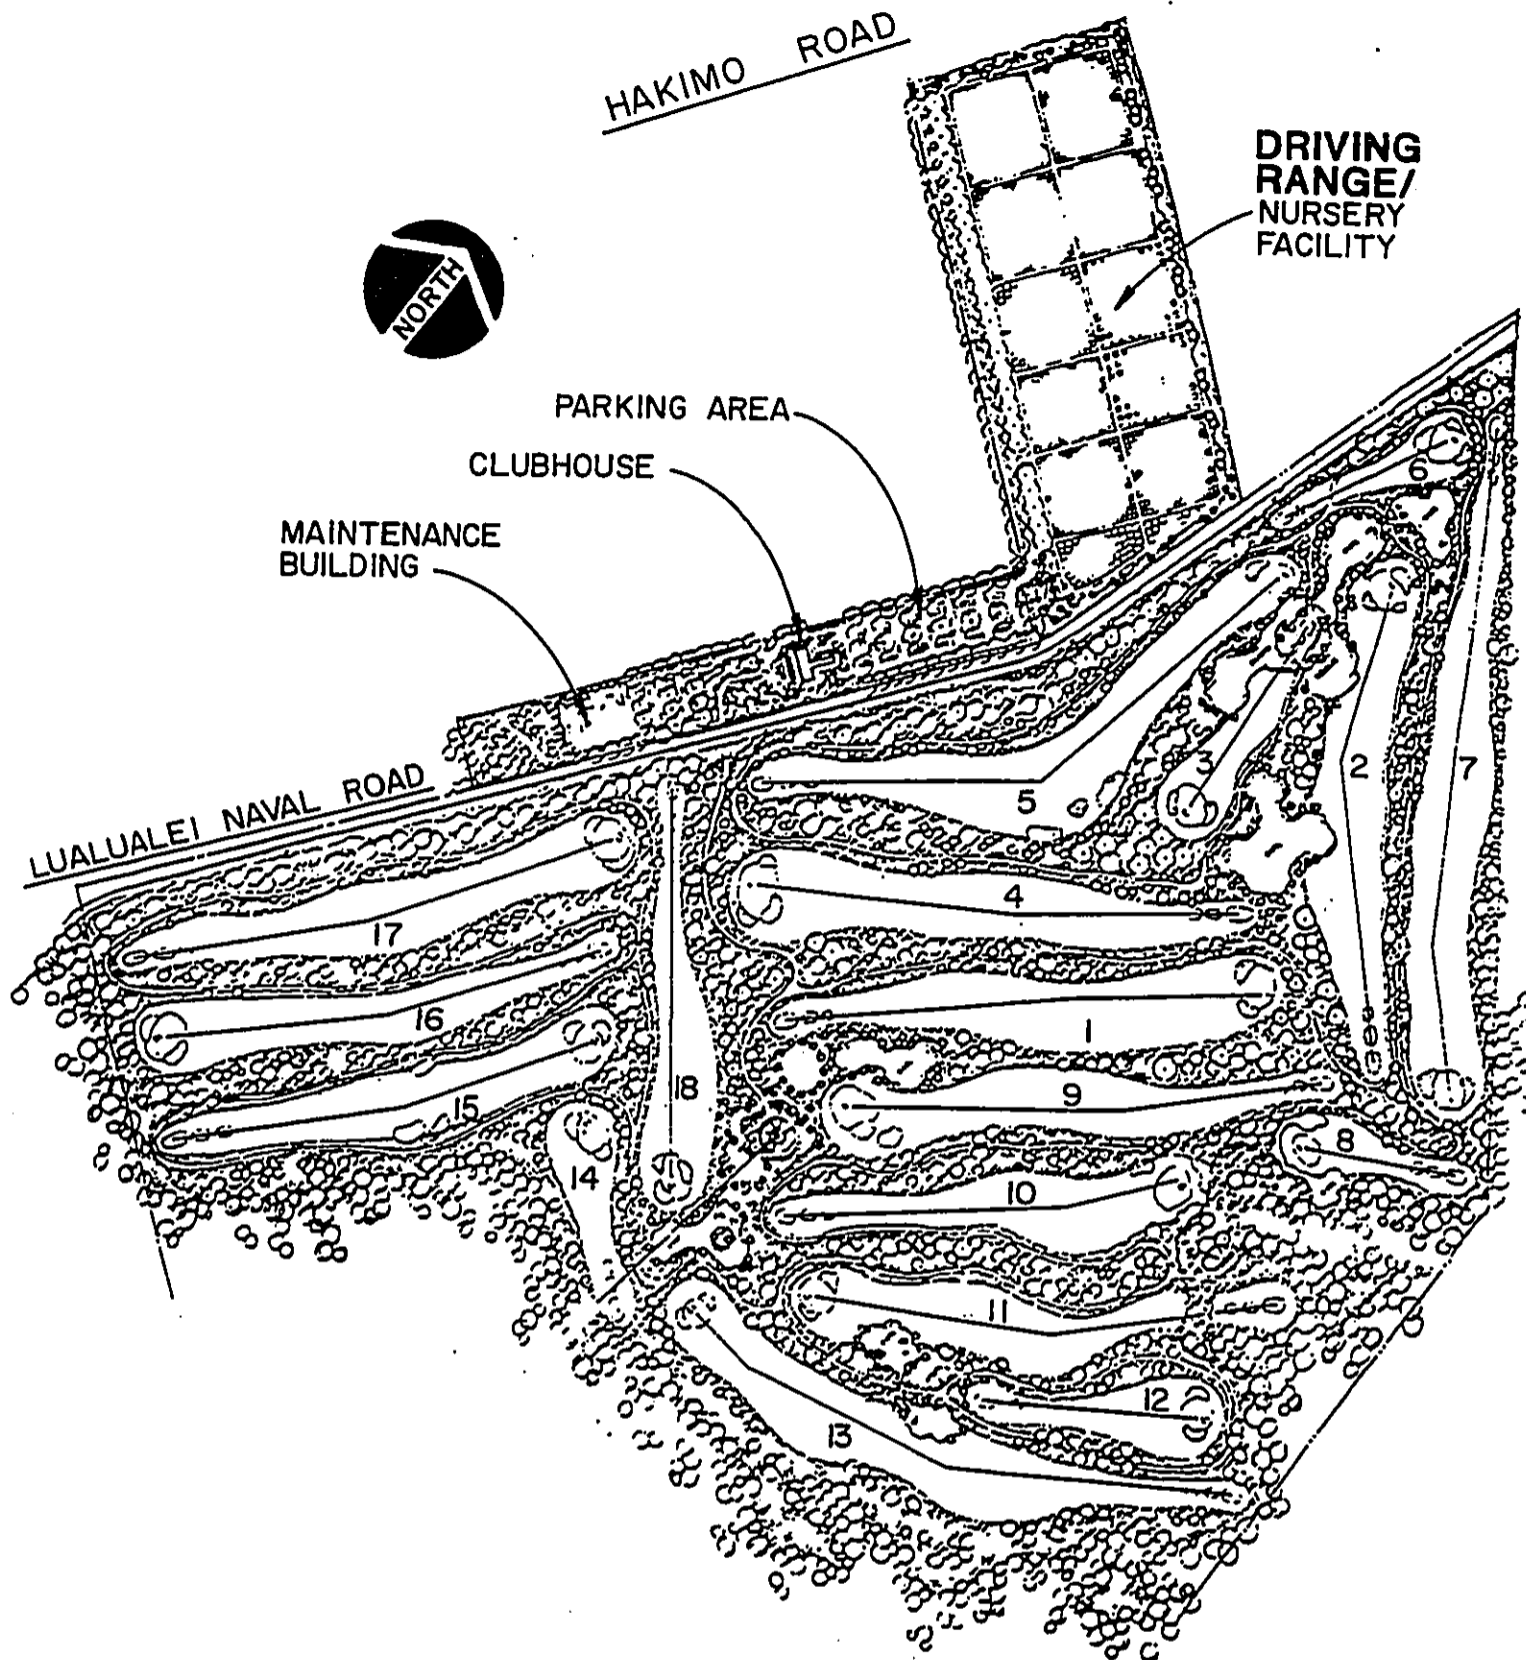 HAKIMO ROAD
DRIVING
RANGE/
NURSERY
FACILITY
NORTH
PARKING AREA
CLUBHOUSE
MAINTENANCE
BUILDING
LUALUALEI NAVAL ROAD
6
3
2
7
5
4
17
16
1
18
9
15
8
14
10
11
12
13